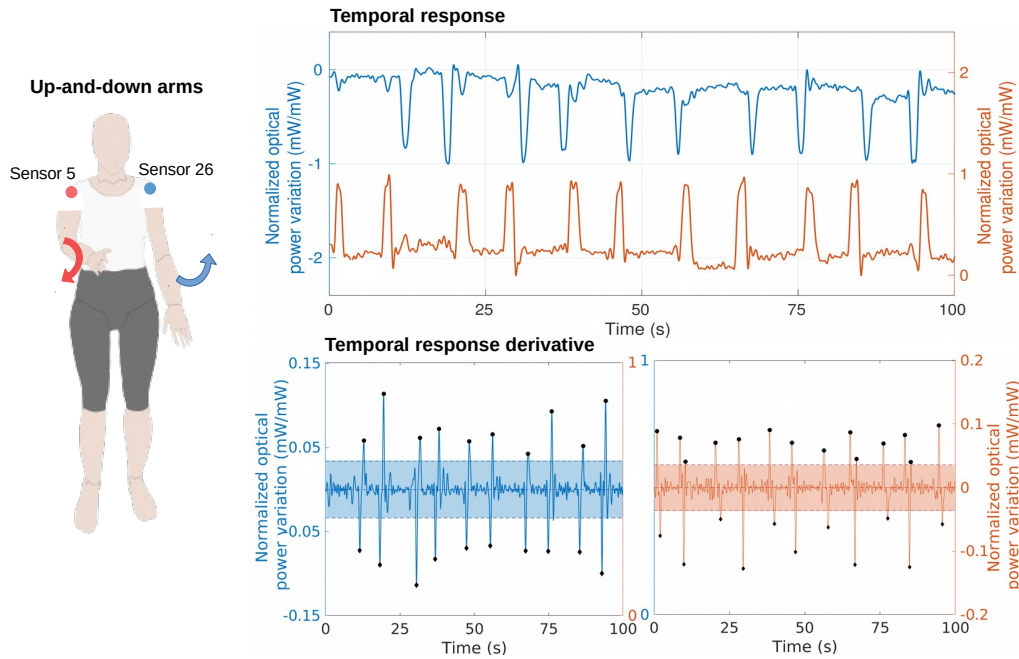 Temporal response
Up-and-down arms
Sensor 5
Sensor 26
Normalized optical
power variation (mW/mW)
0
-1
-2
2
1
0
Normalized optical
power variation (mW/mW)
0 25 50 75 100
Time (s)
Temporal response derivative
Normalized optical
power variation (mW/mW)
0.15
0.05
-0.05
-0.15
1
0
0 25 50 75 100
Time (s)
1
0
0.2
0.1
0
-0.1
-0.2
Normalized optical
power variation (mW/mW)
0 25 50 75 100
Time (s)